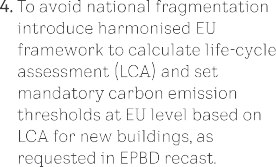 4. To avoid national fragmentation
introduce harmonised EU
framework to calculate life-cycle
assessment (LCA) and set
mandatory carbon emission
thresholds at EU level based on
LCA for new buildings, as
requested in EPBD recast.